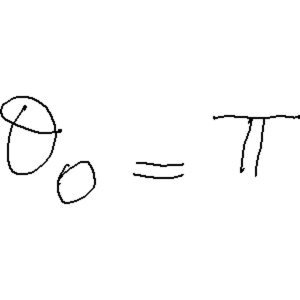 θ₀ = π